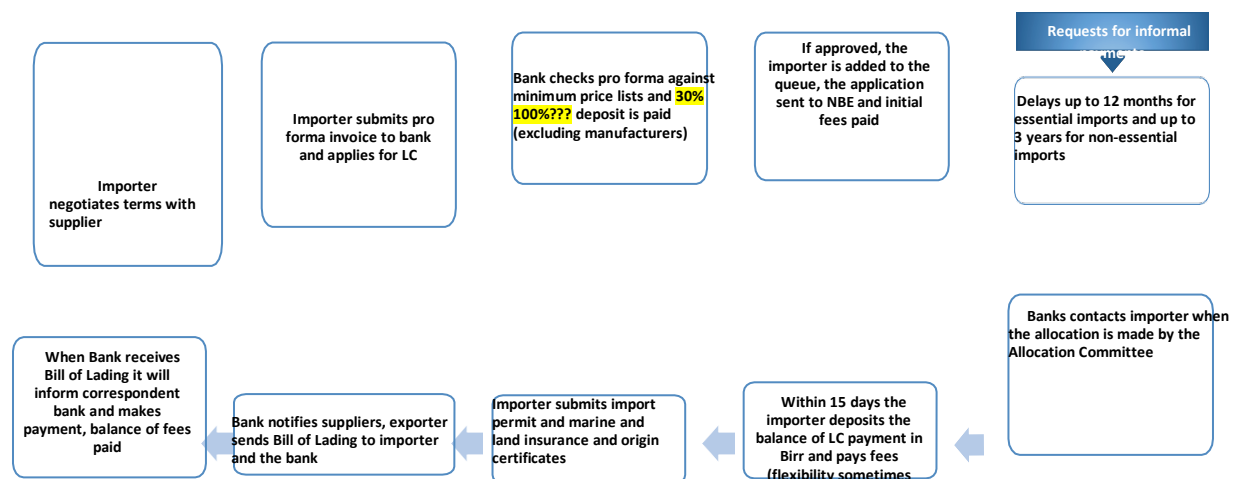 Importer
negotiates terms with
supplier
Importer submits pro
forma invoice to bank
and applies for LC
Bank checks pro forma against
minimum price lists and 30%
100%??? deposit is paid
(excluding manufacturers)
If approved, the
importer is added to the
queue, the application
sent to NBE and initial
fees paid
Requests for informal
payments
Delays up to 12 months for
essential imports and up to
3 years for non-essential
imports
Banks contacts importer when
the allocation is made by the
Allocation Committee
Within 15 days the
importer deposits the
balance of LC payment in
Birr and pays fees
(flexibility sometimes
Importer submits import
permit and marine and
land insurance and origin
certificates
Bank notifies suppliers, exporter
sends Bill of Lading to importer
and the bank
When Bank receives
Bill of Lading it will
inform correspondent
bank and makes
payment, balance of fees
paid